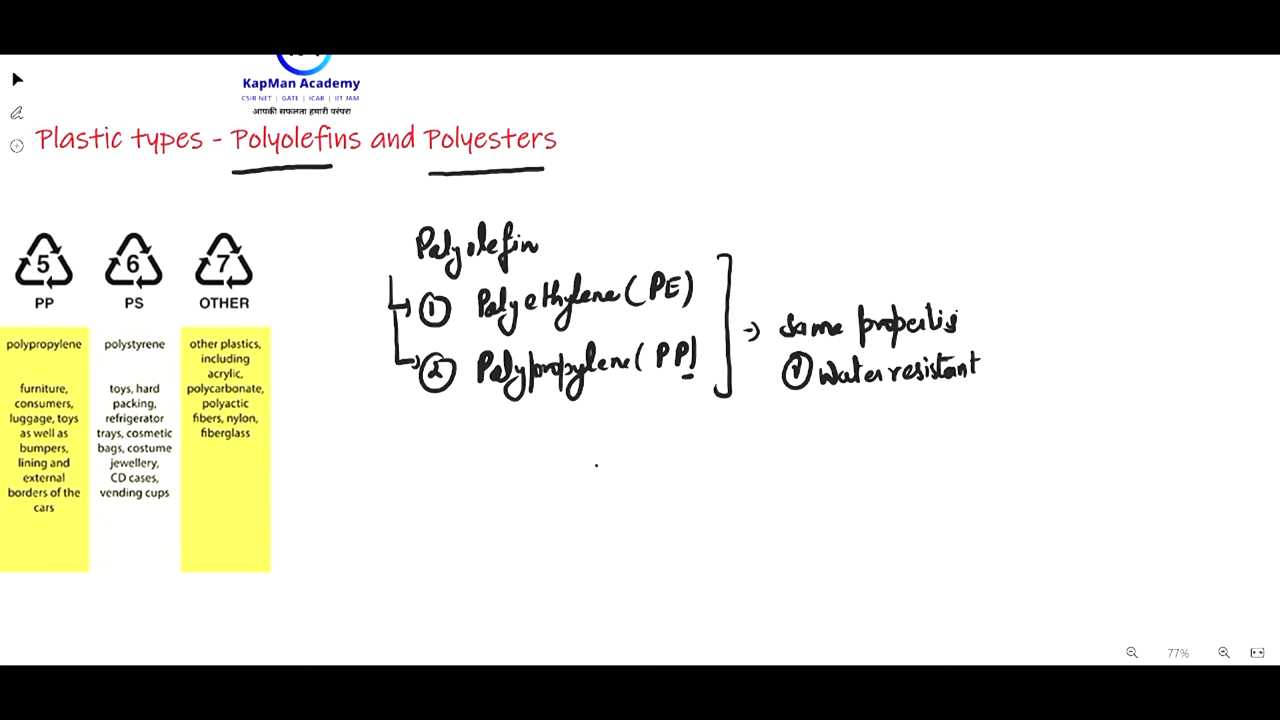 KapMan Academy
CSIR NET | GATE | ICAR | IIT JAM
आपकी सफलता हमारी परंपरा
Plastic types - Polyolefins and Polyesters
Polyolefin
① Polyethylene (PE)
② Polypropylene (PP)
→ same propertis
① water resistant
5
PP
polypropylene
furniture,
consumers,
luggage, toys
as well as
bumpers,
lining and
external
borders of the
cars
6
PS
polystyrene
toys, hard
packing,
refrigerator
trays, cosmetic
bags, costume
jewellery,
CD cases,
vending cups
7
OTHER
other plastics,
including
acrylic,
polycarbonate,
polyactic
fibers, nylon,
fiberglass
77%